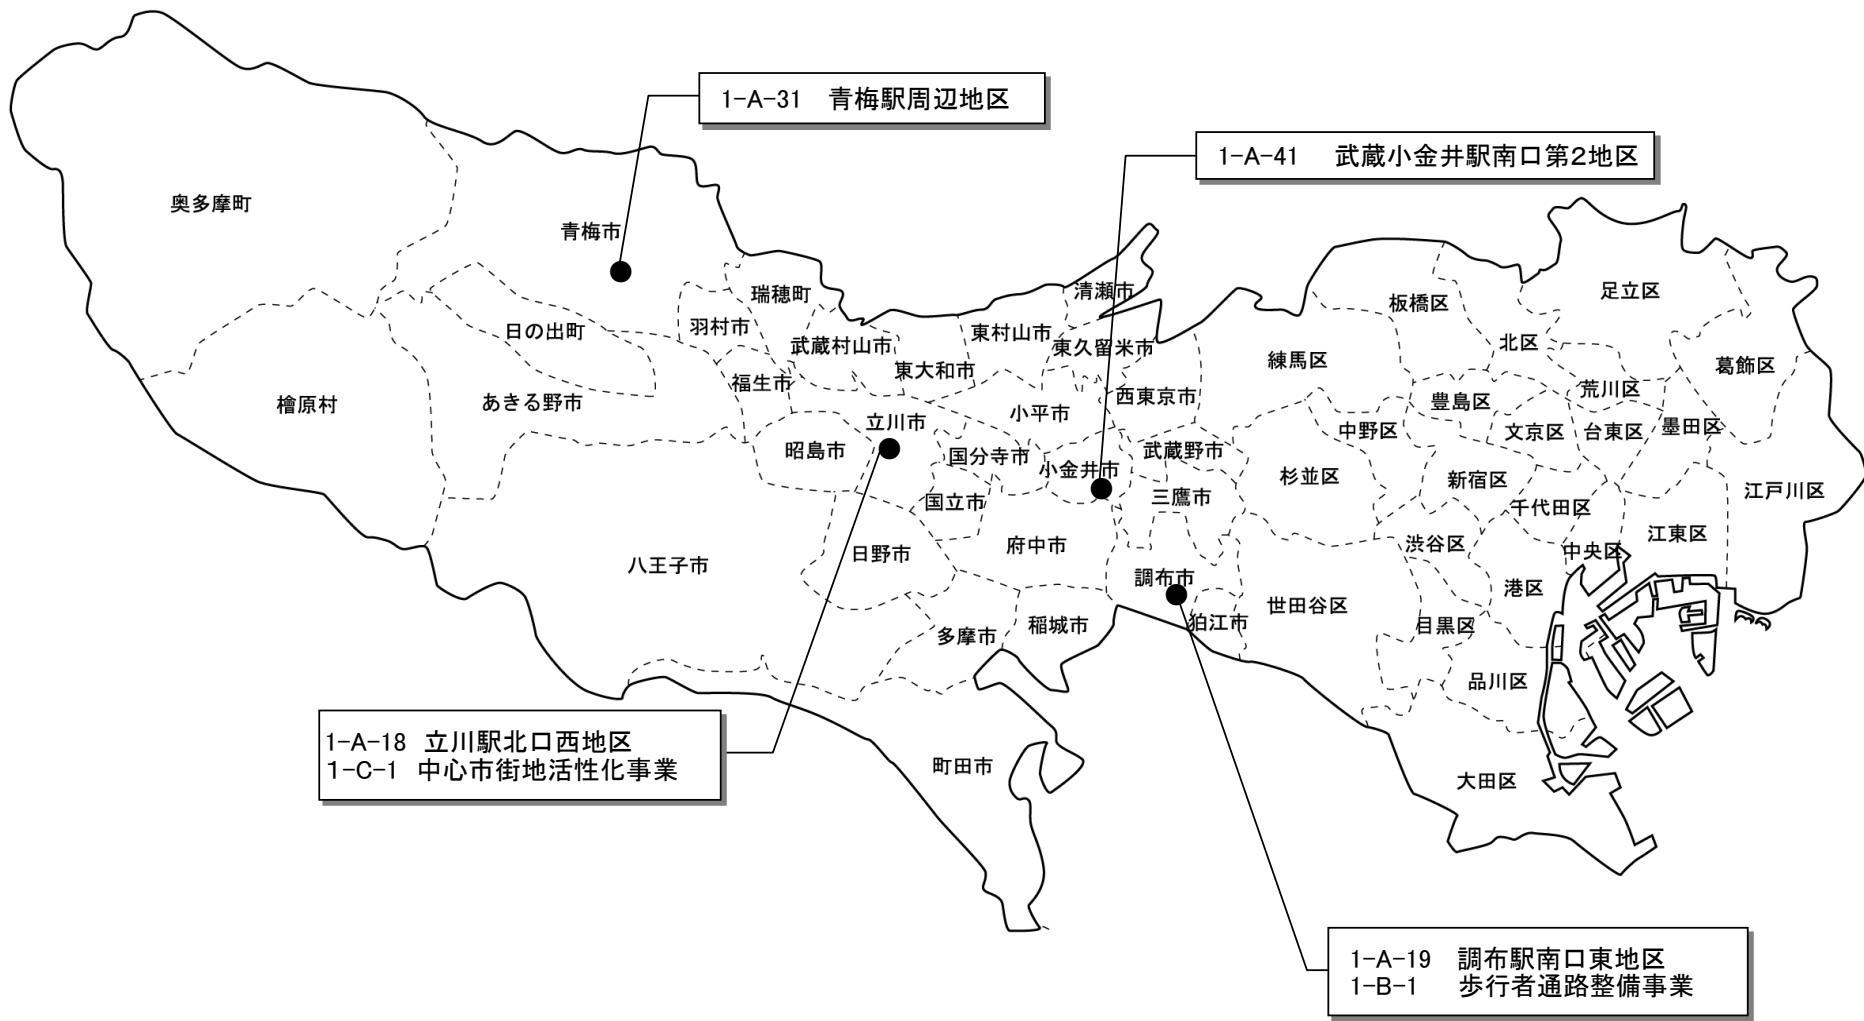 1-A-31 青梅駅周辺地区
1-A-41 武蔵小金井駅南口第2地区
奥多摩町
青梅市
清瀬市
瑞穂町
板橋区
足立区
羽村市
日の出町
東村山市
武蔵村山市
東久留米市
北区
練馬区
葛飾区
東大和市
福生市
荒川区
西東京市
檜原村
あきる野市
豊島区
小平市
立川市
中野区
文京区
台東区
墨田区
昭島市
国分寺市
武蔵野市
小金井市
杉並区
新宿区
江戸川区
三鷹市
国立市
千代田区
江東区
府中市
渋谷区
中央区
日野市
八王子市
調布市
港区
世田谷区
狛江市
稲城市
目黒区
多摩市
品川区
1-A-18 立川駅北口西地区
1-C-1 中心市街地活性化事業
町田市
大田区
1-A-19 調布駅南口東地区
1-B-1 歩行者通路整備事業